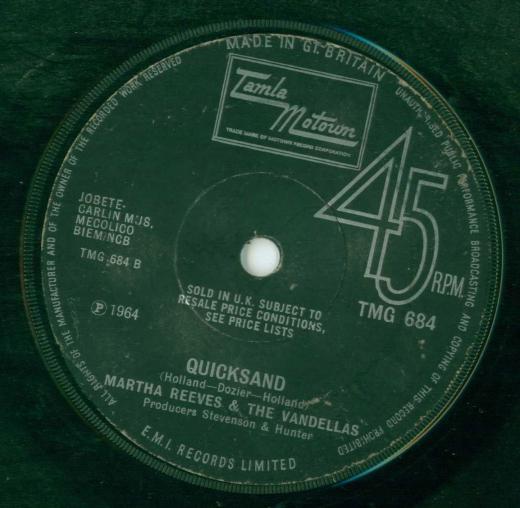 MADE IN GT. BRITAIN
Tamla
Motown
TRADE MARK OF MOTOWN RECORD CORPORATION
45
R.P.M.
TMG 684
JOBETE-
CARLIN MUS.
MECOLICO
BIEM/NCB
TMG 684 B
℗ 1964
SOLD IN U.K. SUBJECT TO
RESALE PRICE CONDITIONS,
SEE PRICE LISTS
QUICKSAND
(Holland—Dozier—Holland)
MARTHA REEVES & THE VANDELLAS
Producers Stevenson & Hunter
E.M.I. RECORDS LIMITED
ALL RIGHTS OF THE MANUFACTURER AND OF THE OWNER OF THE RECORDED WORK RESERVED
UNAUTHORISED PUBLIC PERFORMANCE BROADCASTING AND COPYING OF THIS RECORD PROHIBITED